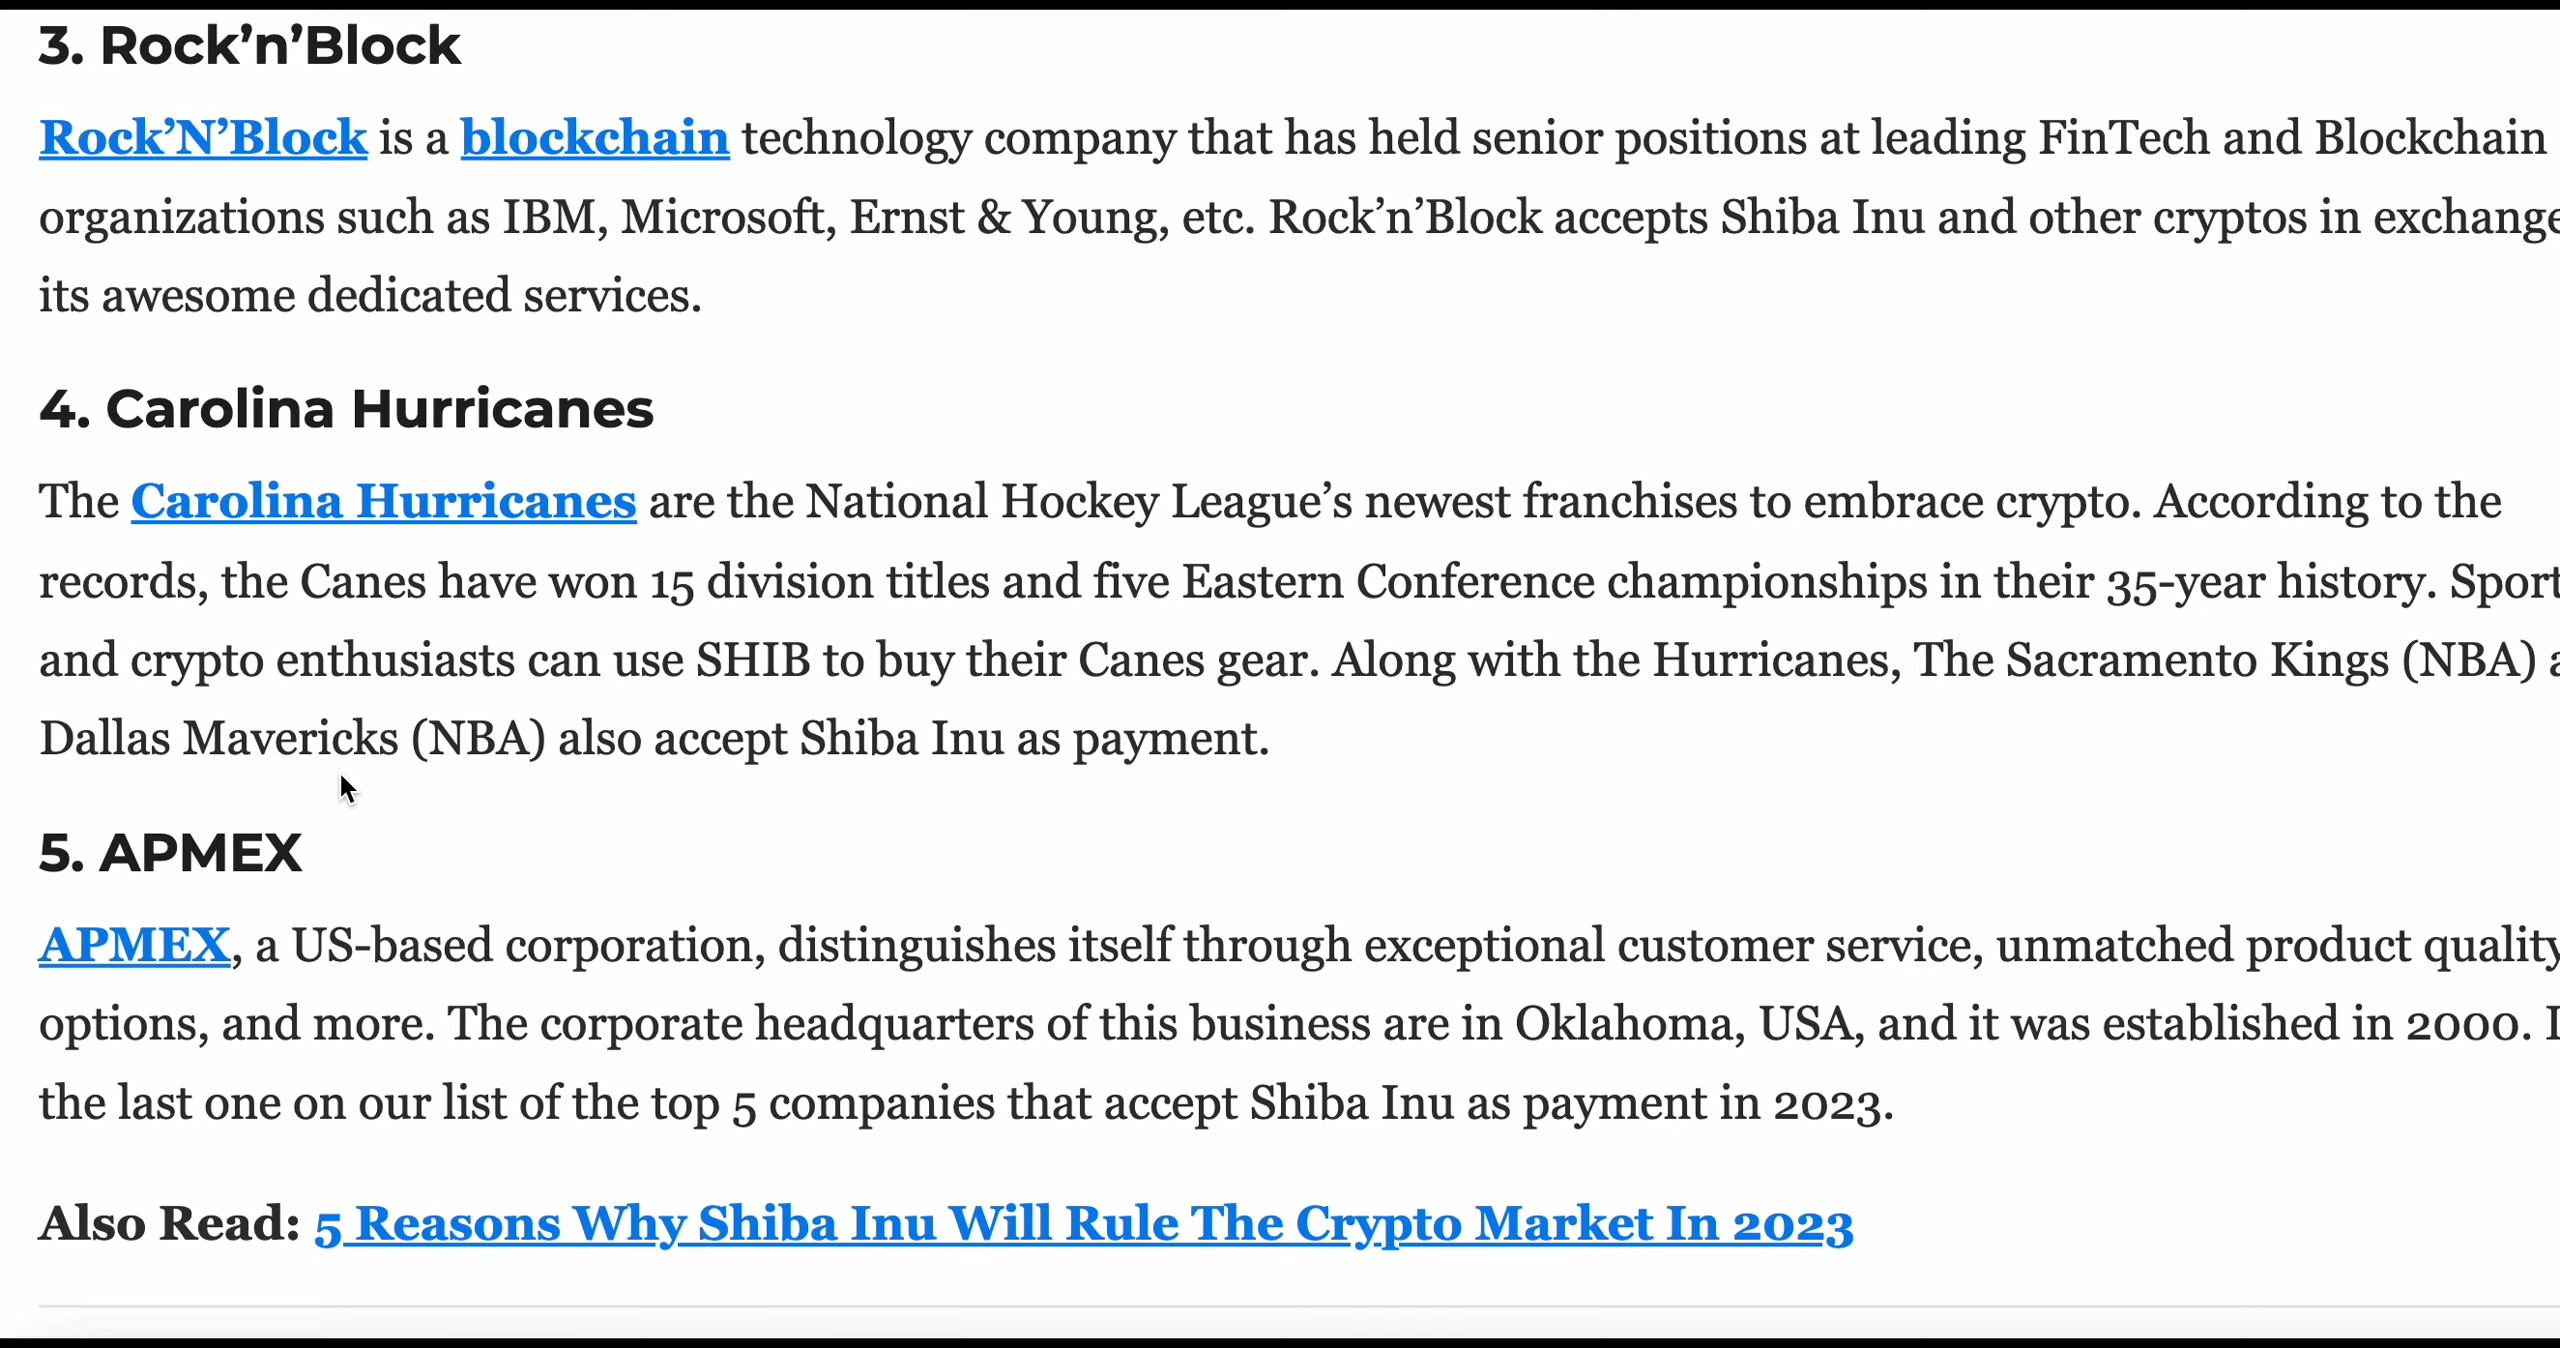 3. Rock’n’Block
Rock’N’Block is a blockchain technology company that has held senior positions at leading FinTech and Blockchain
organizations such as IBM, Microsoft, Ernst & Young, etc. Rock’n’Block accepts Shiba Inu and other cryptos in exchange
its awesome dedicated services.
4. Carolina Hurricanes
The Carolina Hurricanes are the National Hockey League’s newest franchises to embrace crypto. According to the
records, the Canes have won 15 division titles and five Eastern Conference championships in their 35-year history. Sport
and crypto enthusiasts can use SHIB to buy their Canes gear. Along with the Hurricanes, The Sacramento Kings (NBA)
Dallas Mavericks (NBA) also accept Shiba Inu as payment.
5. APMEX
APMEX, a US-based corporation, distinguishes itself through exceptional customer service, unmatched product quality
options, and more. The corporate headquarters of this business are in Oklahoma, USA, and it was established in 2000.
the last one on our list of the top 5 companies that accept Shiba Inu as payment in 2023.
Also Read: 5 Reasons Why Shiba Inu Will Rule The Crypto Market In 2023